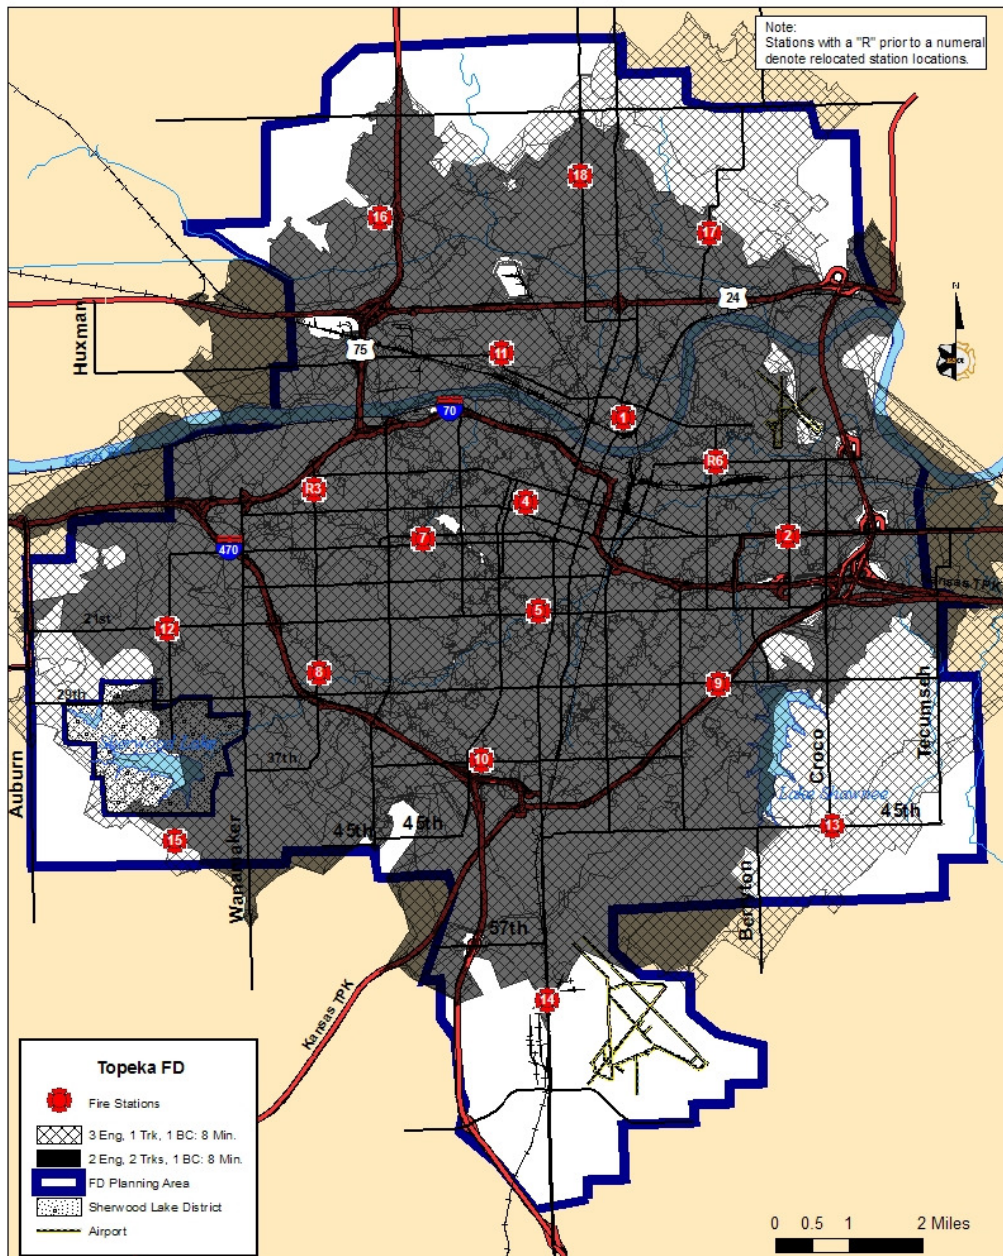 Note:
Stations with a "R" prior to a numeral
denote relocated station locations.
18
16
17
24
Huxman
75
11
70
1
R6
R3
4
7
2
470
Kansas TPK
5
21st
12
8
9
29th
Sherwood Lake
Tecumseh
Croco
37th
10
Auburn
Lake Shawnee
45th
45th
45th
13
15
Wanamaker
Berryton
57th
14
Kansas TPK
Topeka FD
Fire Stations
3 Eng, 1 Trk, 1 BC: 8 Min.
2 Eng, 2 Trks, 1 BC: 8 Min.
FD Planning Area
Sherwood Lake District
Airport
N
0 0.5 1 2 Miles